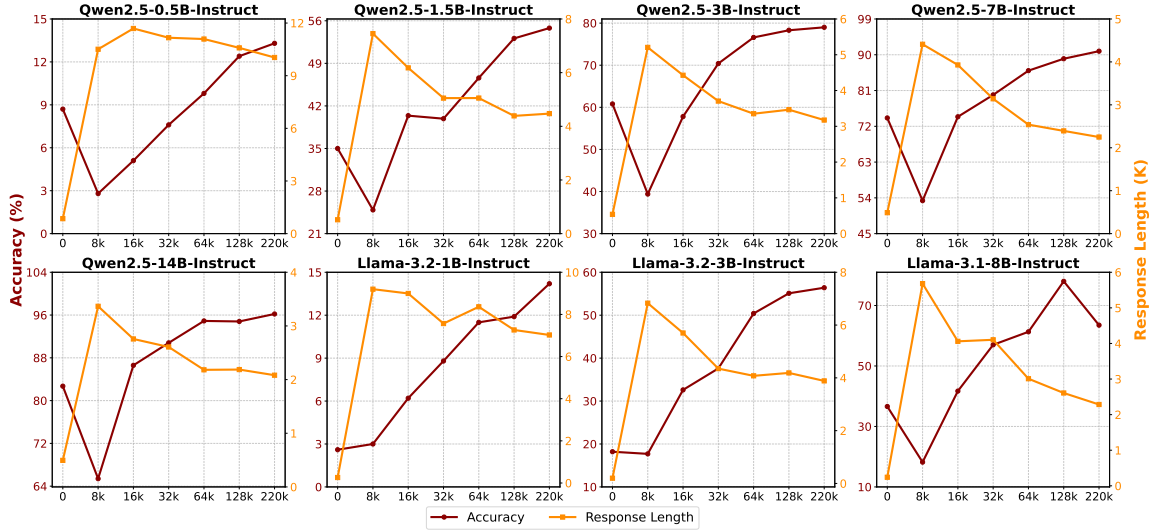 Qwen2.5-0.5B-Instruct Qwen2.5-1.5B-Instruct Qwen2.5-3B-Instruct Qwen2.5-7B-Instruct
15 12 9 6 3 0
12 9 6 3 0
0 8k 16k 32k 64k 128k 220k
56 49 42 35 28 21
8 6 4 2 0
0 8k 16k 32k 64k 128k 220k
80 70 60 50 40 30
6 5 4 3 2 1 0
0 8k 16k 32k 64k 128k 220k
99 90 81 72 63 54 45
5 4 3 2 1 0
0 8k 16k 32k 64k 128k 220k
Accuracy (%)
Response Length (K)
Qwen2.5-14B-Instruct Llama-3.2-1B-Instruct Llama-3.2-3B-Instruct Llama-3.1-8B-Instruct
104 96 88 80 72 64
4 3 2 1 0
0 8k 16k 32k 64k 128k 220k
15 12 9 6 3 0
10 8 6 4 2 0
0 8k 16k 32k 64k 128k 220k
60 50 40 30 20 10
8 6 4 2 0
0 8k 16k 32k 64k 128k 220k
70 50 30 10
6 5 4 3 2 1 0
0 8k 16k 32k 64k 128k 220k
Accuracy Response Length